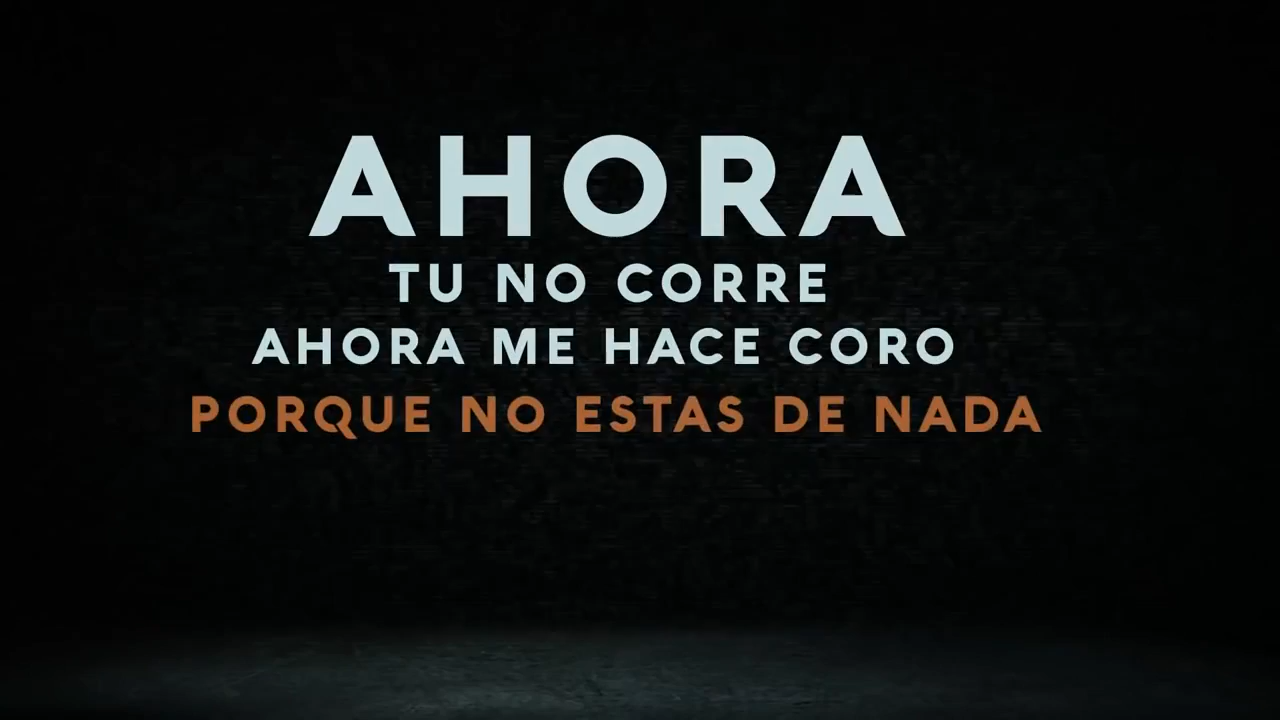 AHORA
TU NO CORRE
AHORA ME HACE CORO
PORQUE NO ESTAS DE NADA